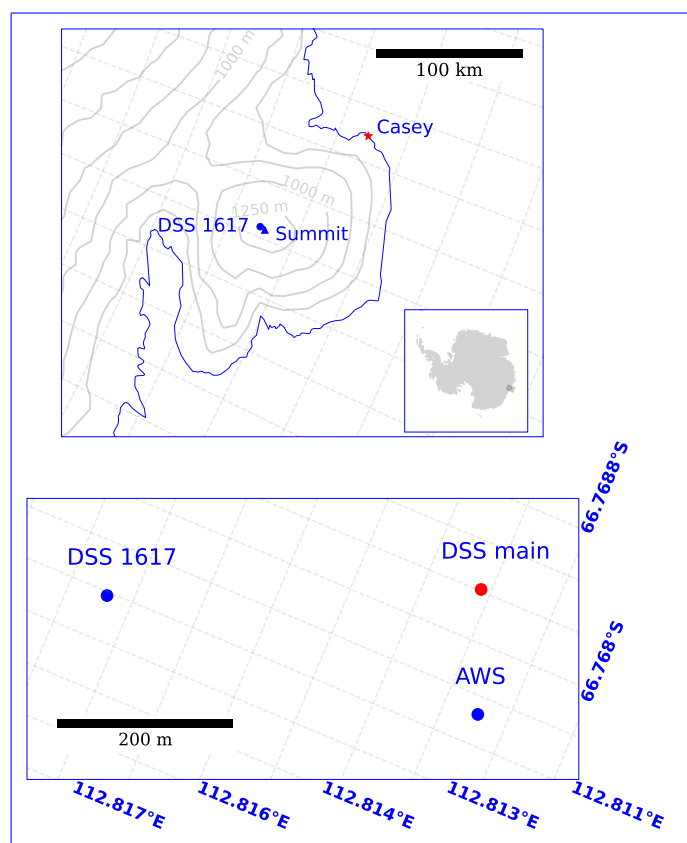 1000 m
100 km
Casey
1000 m
1250 m
DSS 1617
Summit
66.7688°S
DSS 1617
DSS main
66.768°S
AWS
200 m
112.817°E
112.816°E
112.814°E
112.813°E
112.811°E